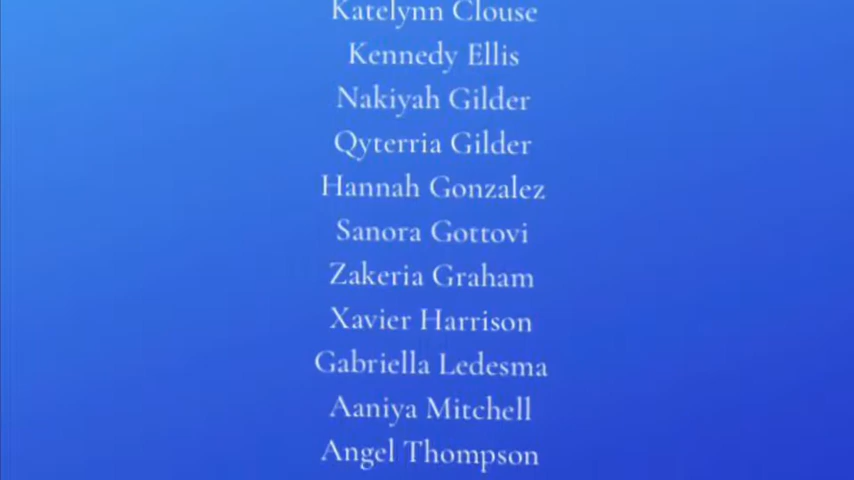 Katelynn Clouse
Kennedy Ellis
Nakiyah Gilder
Qyterria Gilder
Hannah Gonzalez
Sanora Gottovi
Zakeria Graham
Xavier Harrison
Gabriella Ledesma
Aaniya Mitchell
Angel Thompson